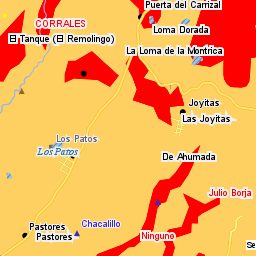 Puerta del Carrizal
CORRALES
Loma Dorada
El Tanque (El Remolingo)
La Loma de la Montrica
Joyitas
Las Joyitas
Los Patos
Los Patos
De Ahumada
Julio Borja
Pastores
Chacalillo
Pastores
Ninguno
Se